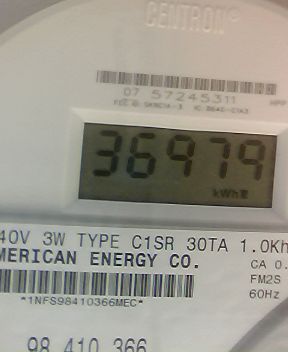 CENTRON®
07 57245311
36979
kWh
40V 3W TYPE C1SR 30TA 1.0Kh
MERICAN ENERGY CO.
CA 0.
FM2S
*1NFS98410366MEC*
60Hz
98 410 366